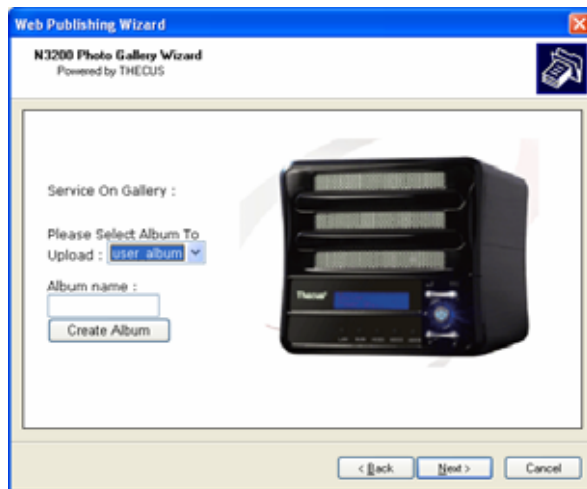 Web Publishing Wizard
N3200 Photo Gallery Wizard
Powered by THECUS
Service On Gallery :
Please Select Album To
Upload : user_album
Album name :
Create Album
Thecus
< Back
Next >
Cancel